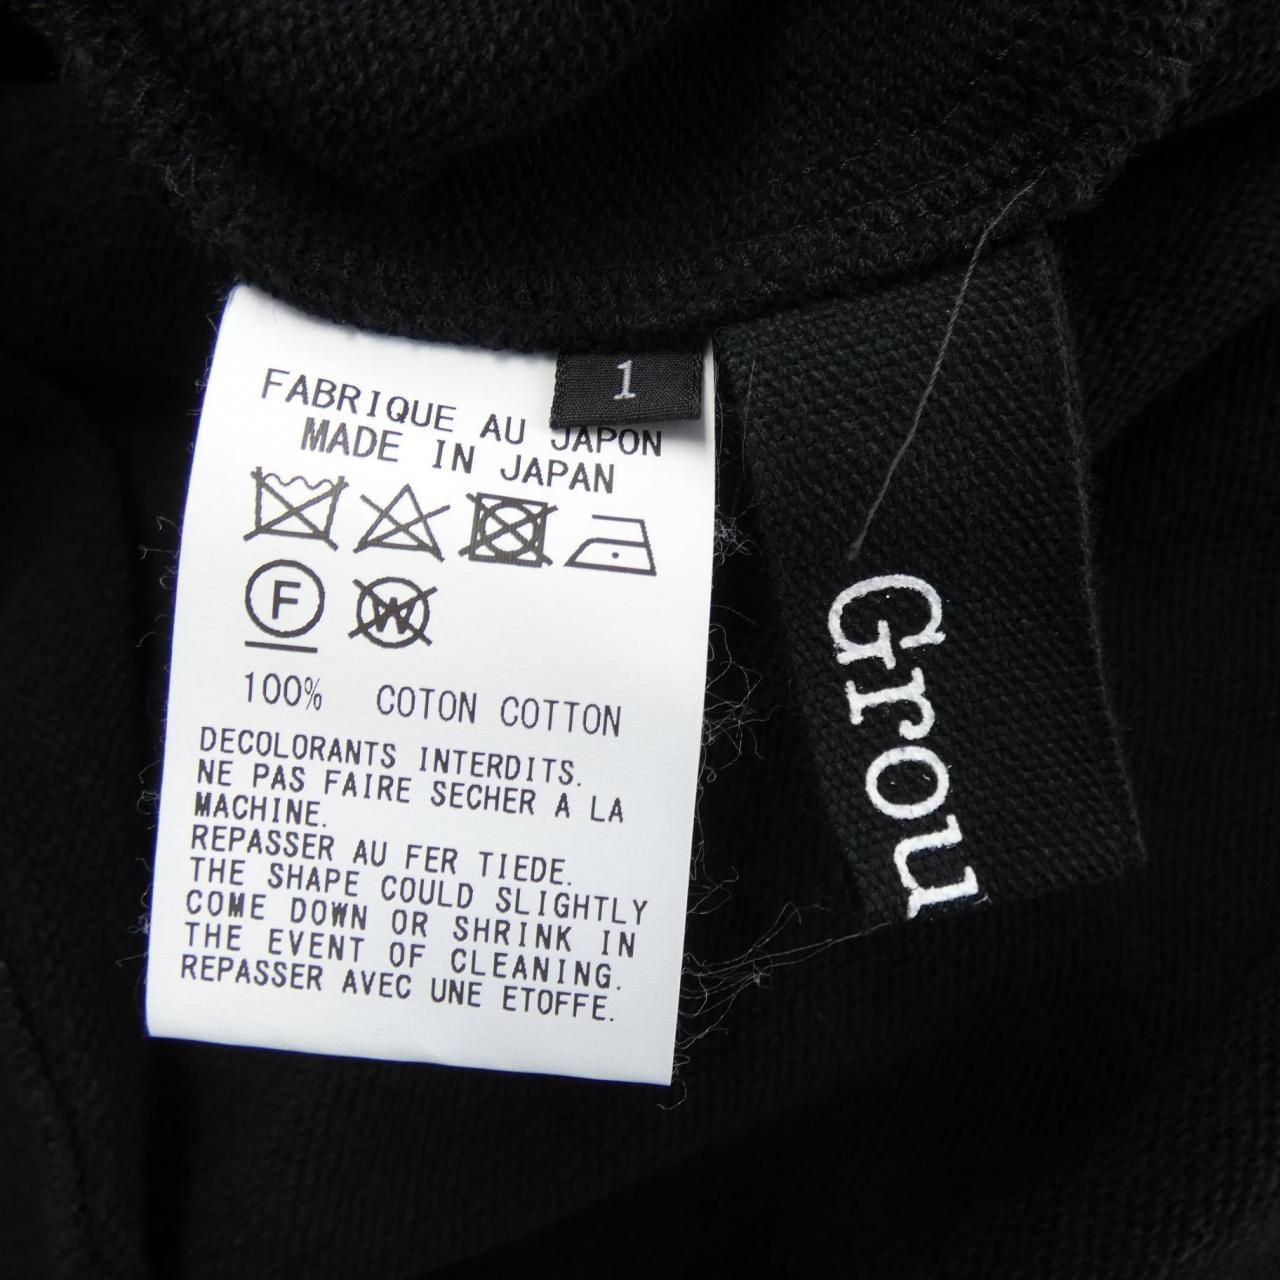 1
FABRIQUE AU JAPON
MADE IN JAPAN
F
W
100% COTON COTTON
DECOLORANTS INTERDITS.
NE PAS FAIRE SECHER A LA
MACHINE.
REPASSER AU FER TIEDE.
THE SHAPE COULD SLIGHTLY
COME DOWN OR SHRINK IN
THE EVENT OF CLEANING.
REPASSER AVEC UNE ETOFFE.
Grou